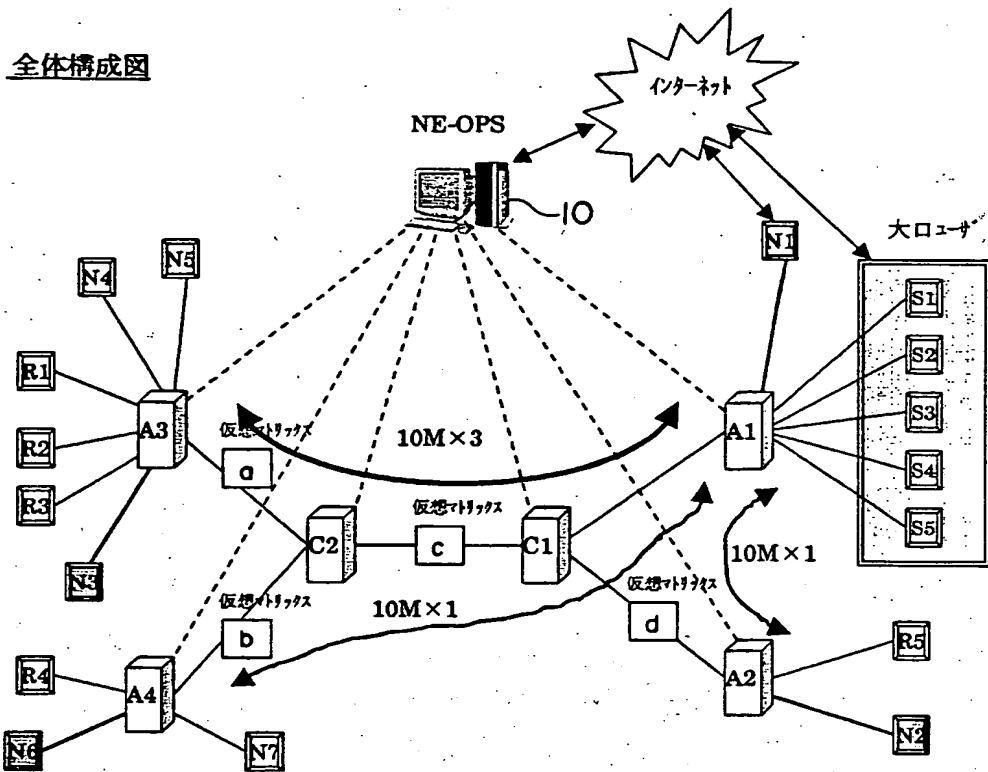 全体構成図
インターネット
NE-OPS
10
N1
大口ユーザ
N5
N4
S1
S2
R1
S3
A3
A1
仮想マトリックス
10M×3
R2
S4
a
R3
仮想マトリックス
S5
C2
c
C1
10M×1
N3
仮想マトリックス
10M×1
仮想マトリックス
b
d
R5
R4
A4
A2
N6
N7
N2